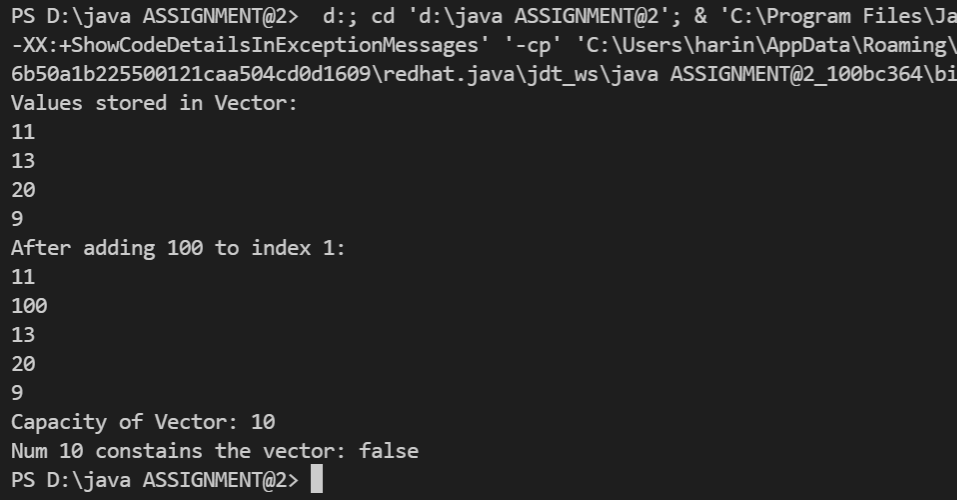 PS D:\java ASSIGNMENT@2>  d:; cd 'd:\java ASSIGNMENT@2'; & 'C:\Program Files\Ja
-XX:+ShowCodeDetailsInExceptionMessages' '-cp' 'C:\Users\harin\AppData\Roaming\
6b50a1b225500121caa504cd0d1609\redhat.java\jdt_ws\java ASSIGNMENT@2_100bc364\bi
Values stored in Vector:
11
13
20
9
After adding 100 to index 1:
11
100
13
20
9
Capacity of Vector: 10
Num 10 constains the vector: false
PS D:\java ASSIGNMENT@2>